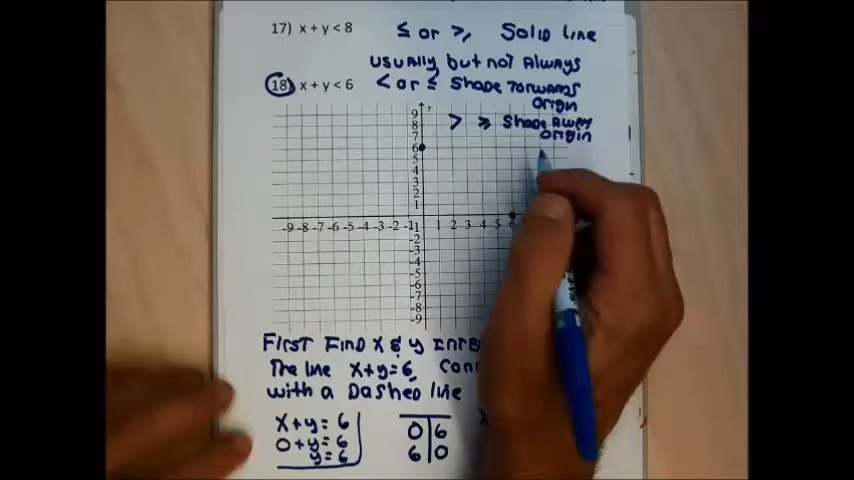 17) x + y < 8
≤ or ≥, Solid line
usually but not Always
18) x + y < 6
< or ≤ Shade Torwards
origin
> ≥ Shade Away
origin
y
9
8
7
6
5
4
3
2
1
-9 -8 -7 -6 -5 -4 -3 -2 -1 1 2 3 4 5 6
-1
-2
-3
-4
-5
-6
-7
-8
-9
First Find x & y
The line x+y=6,
with a Dashed line
x+y=6
0+y=6
y=6
0 6
6 0